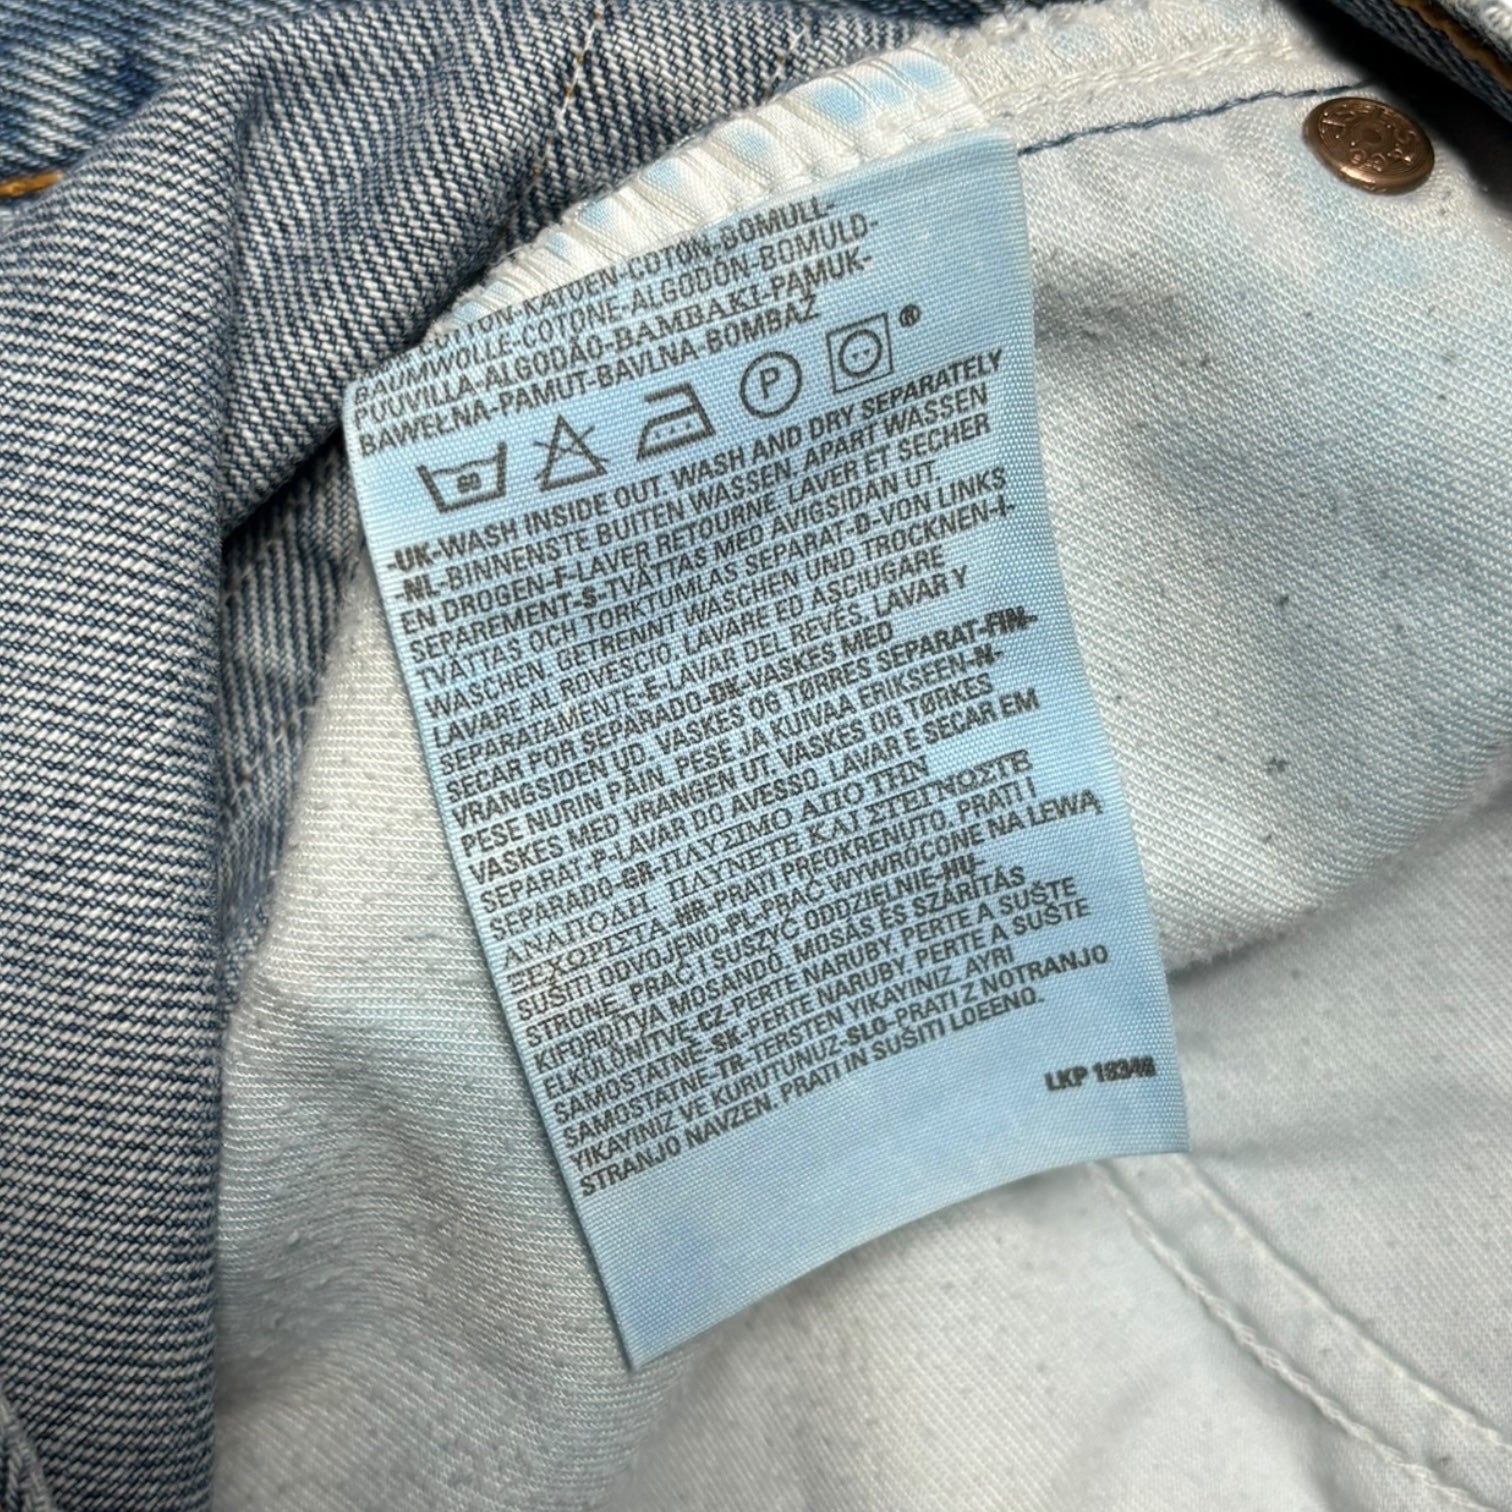 COTTON-KATOEN-COTON-BOMULL-
BAUMWOLLE-COTONE-ALGODÓN-BOMULD-
PUUVILLA-ALGODÃO-BAMBAKI-PAMUK-
BAWEŁNA-PAMUT-BAVLNA-BOMBAŽ
60 P ®
-UK-WASH INSIDE OUT. WASH AND DRY SEPARATELY
-NL-BINNENSTE BUITEN WASSEN. APART WASSEN
EN DROGEN-F-LAVER RETOURNE, LAVER ET SECHER
SEPAREMENT-S-TVÄTTAS MED AVIGSIDAN UT,
TVÄTTAS OCH TORKTUMLAS SEPARAT-D-VON LINKS
WASCHEN. GETRENNT WASCHEN UND TROCKNEN-I-
LAVARE AL ROVESCIO, LAVARE ED ASCIUGARE
SEPARATAMENTE-E-LAVAR DEL REVÉS, LAVAR Y
SECAR POR SEPARADO-DK-VASKES MED
VRANGSIDEN UD. VASKES OG TØRRES SEPARAT-FIN-
PESE NURIN PÄIN. PESE JA KUIVAA ERIKSEEN-N-
VASKES MED VRANGEN UT. VASKES OG TØRKES
SEPARAT-P-LAVAR DO AVESSO, LAVAR E SECAR EM
SEPARADO-GR-ΠΛΥΣΙΜΟ ΑΠΟ ΤΗΝ
ΑΝΑΠΟΔΗ ΠΛΥΝΕΤΕ ΚΑΙ ΣΤΕΓΝΩΣΤΕ
ΞΕΧΩΡΙΣΤΑ-HR-PRATI PREOKRENUTO. PRATI I
SUŠITI ODVOJENO-PL-PRAĆ WYWRÓCONE NA LEWĄ
STRONĘ. PRAĆ I SUSZYĆ ODDZIELNIE-HU-
KIFORDÍTVA MOSANDÓ. MOSÁS ÉS SZÁRÍTÁS
ELKÜLÖNÍTVE-CZ-PERTE NARUBY. PERTE A SUŠTE
SAMOSTATNE-SK-PERTE NARUBY. PERTE A SUŠTE
SAMOSTATNE-TR-TERSTEN YIKAYINIZ, AYRI
YIKAYINIZ VE KURUTUNUZ-SLO-PRATI Z NOTRANJO
STRANJO NAVZEN. PRATI IN SUŠITI LOEENO.
LKP 18348